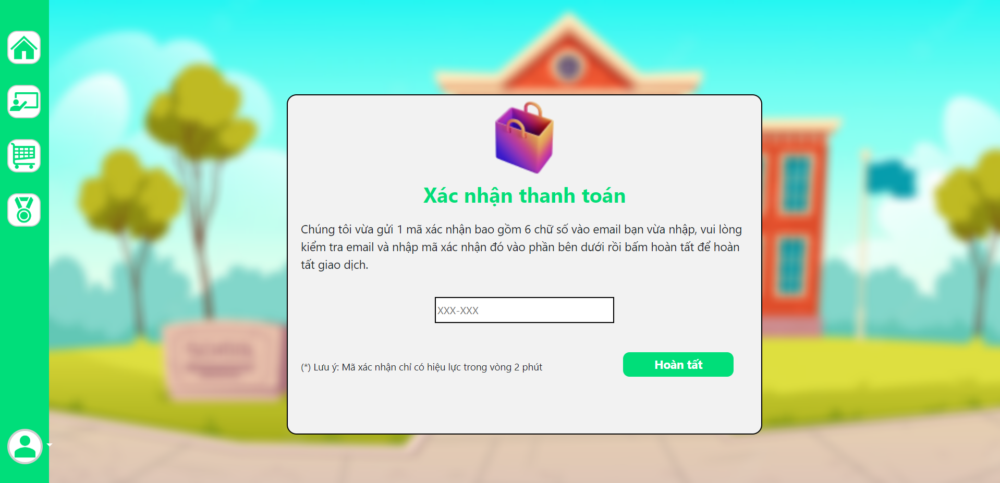 Xác nhận thanh toán
Chúng tôi vừa gửi 1 mã xác nhận bao gồm 6 chữ số vào email bạn vừa nhập, vui lòng
kiểm tra email và nhập mã xác nhận đó vào phần bên dưới rồi bấm hoàn tất để hoàn
tất giao dịch.
XXX-XXX
(*) Lưu ý: Mã xác nhận chỉ có hiệu lực trong vòng 2 phút
Hoàn tất